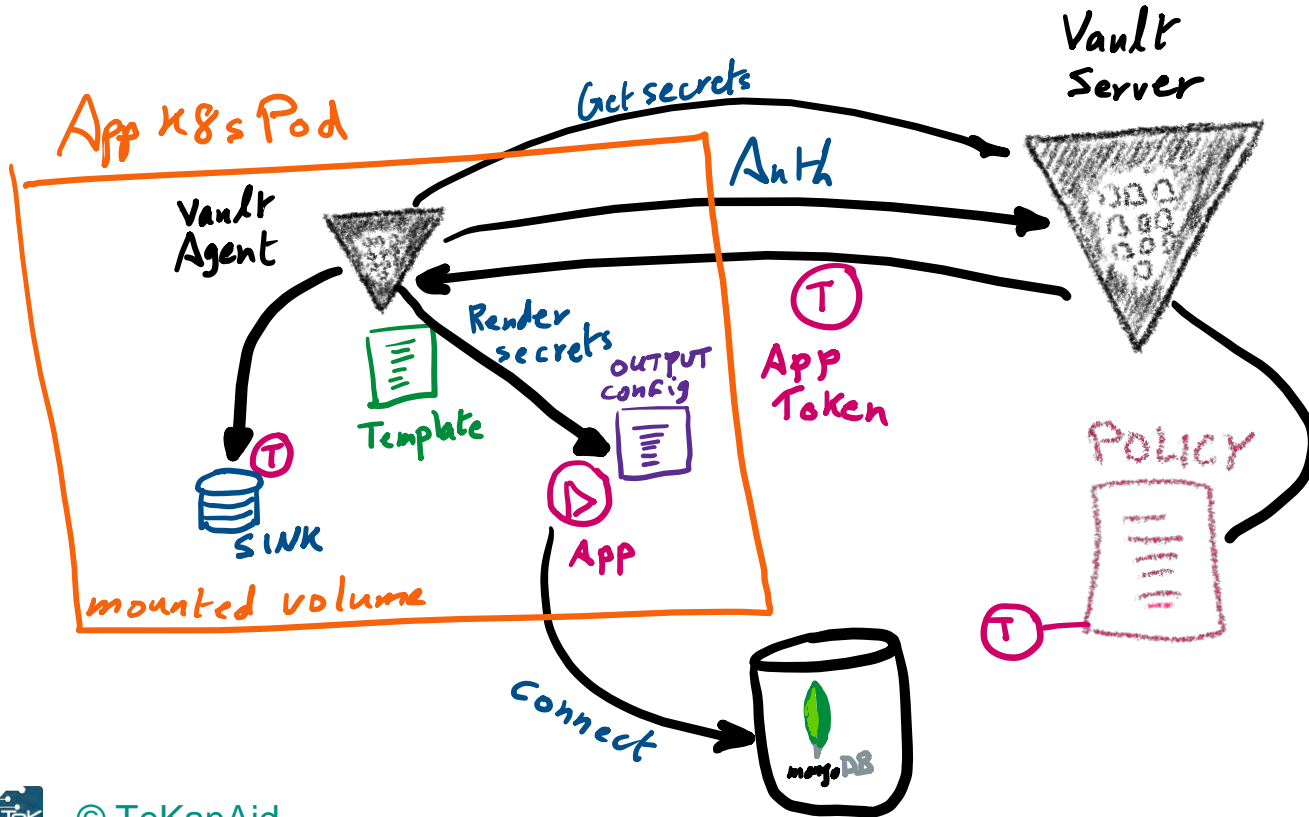 Vault
Server
Get secrets
App K8s Pod
Auth
Vault
Agent
T
Render
secrets
OUTPUT
config
App
Token
Template
POLICY
T
SINK
App
mounted volume
T
Connect
mongoDB
© TeKanAid